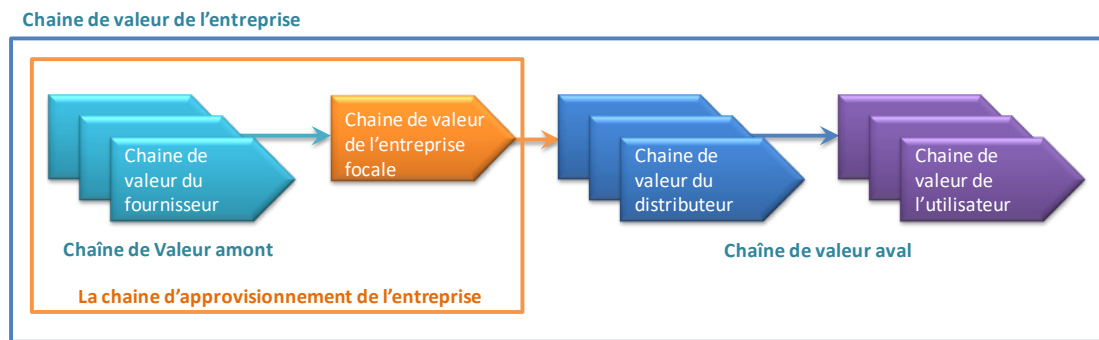 Chaine de valeur de l’entreprise
Chaine de
valeur du
fournisseur
Chaine de valeur
de l’entreprise
focale
Chaine de
valeur du
distributeur
Chaine de
valeur de
l’utilisateur
Chaîne de Valeur amont
Chaîne de valeur aval
La chaine d’approvisionnement de l’entreprise